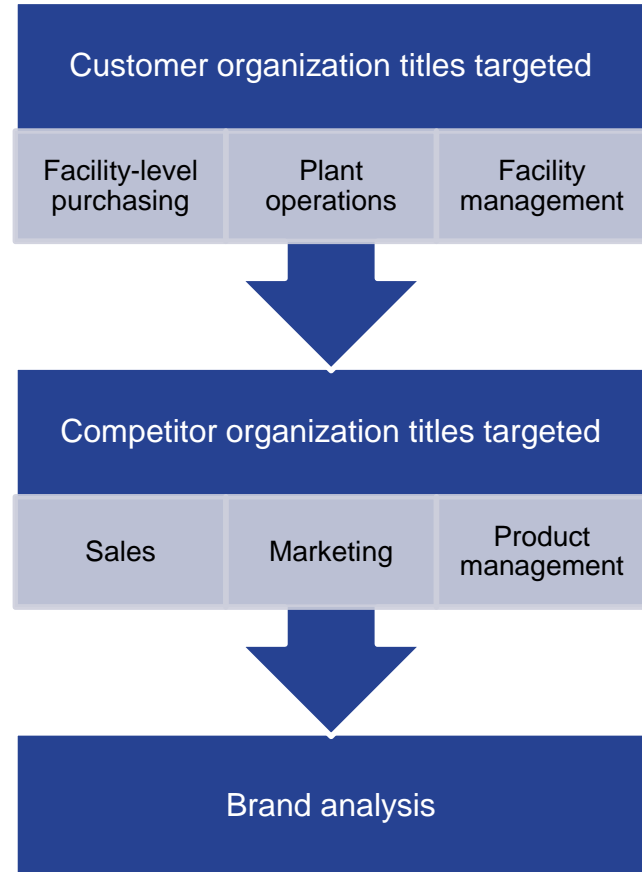 Customer organization titles targeted
Facility-level
purchasing
Plant
operations
Facility
management
Competitor organization titles targeted
Sales
Marketing
Product
management
Brand analysis